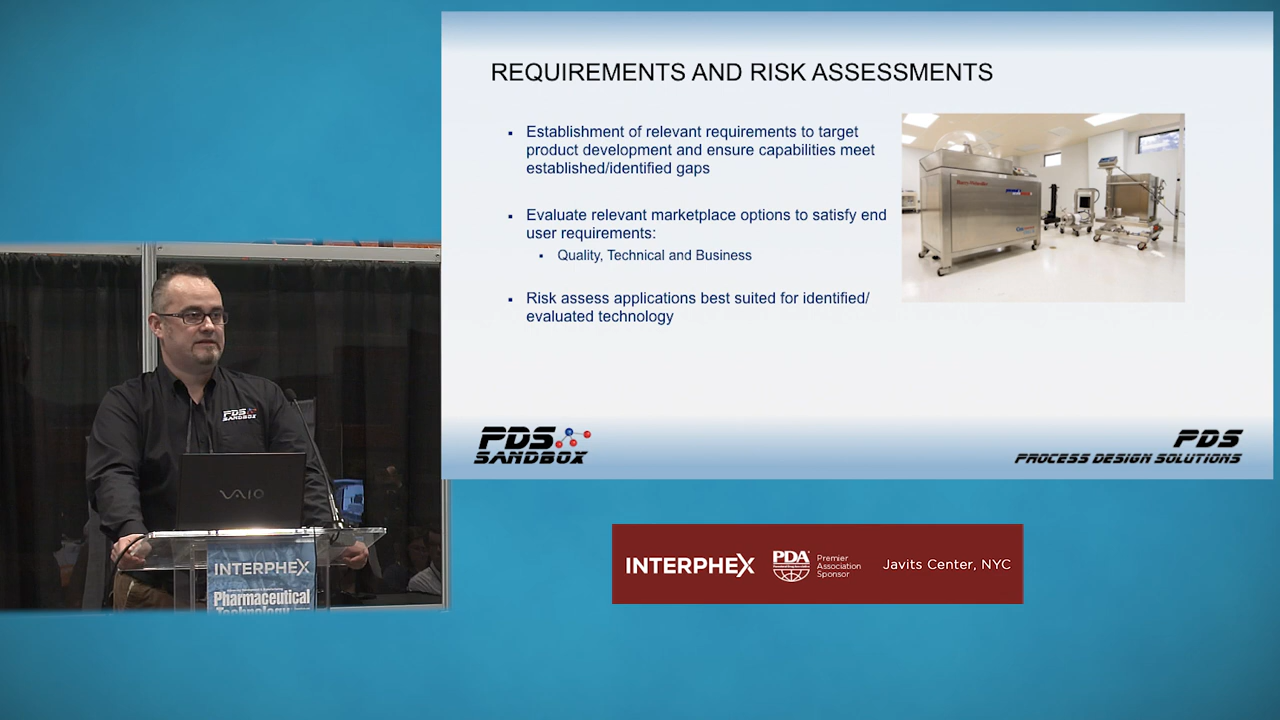 REQUIREMENTS AND RISK ASSESSMENTS
▪ Establishment of relevant requirements to target
product development and ensure capabilities meet
established/identified gaps
▪ Evaluate relevant marketplace options to satisfy end
user requirements:
▪ Quality, Technical and Business
▪ Risk assess applications best suited for identified/
evaluated technology
PDS
SANDBOX
PDS
PROCESS DESIGN SOLUTIONS
PDS
SANDBOX
VAIO
INTERPHEX
Pharmaceutical
Technology
INTERPHEX
PDA
Premier
Association
Sponsor
Javits Center, NYC